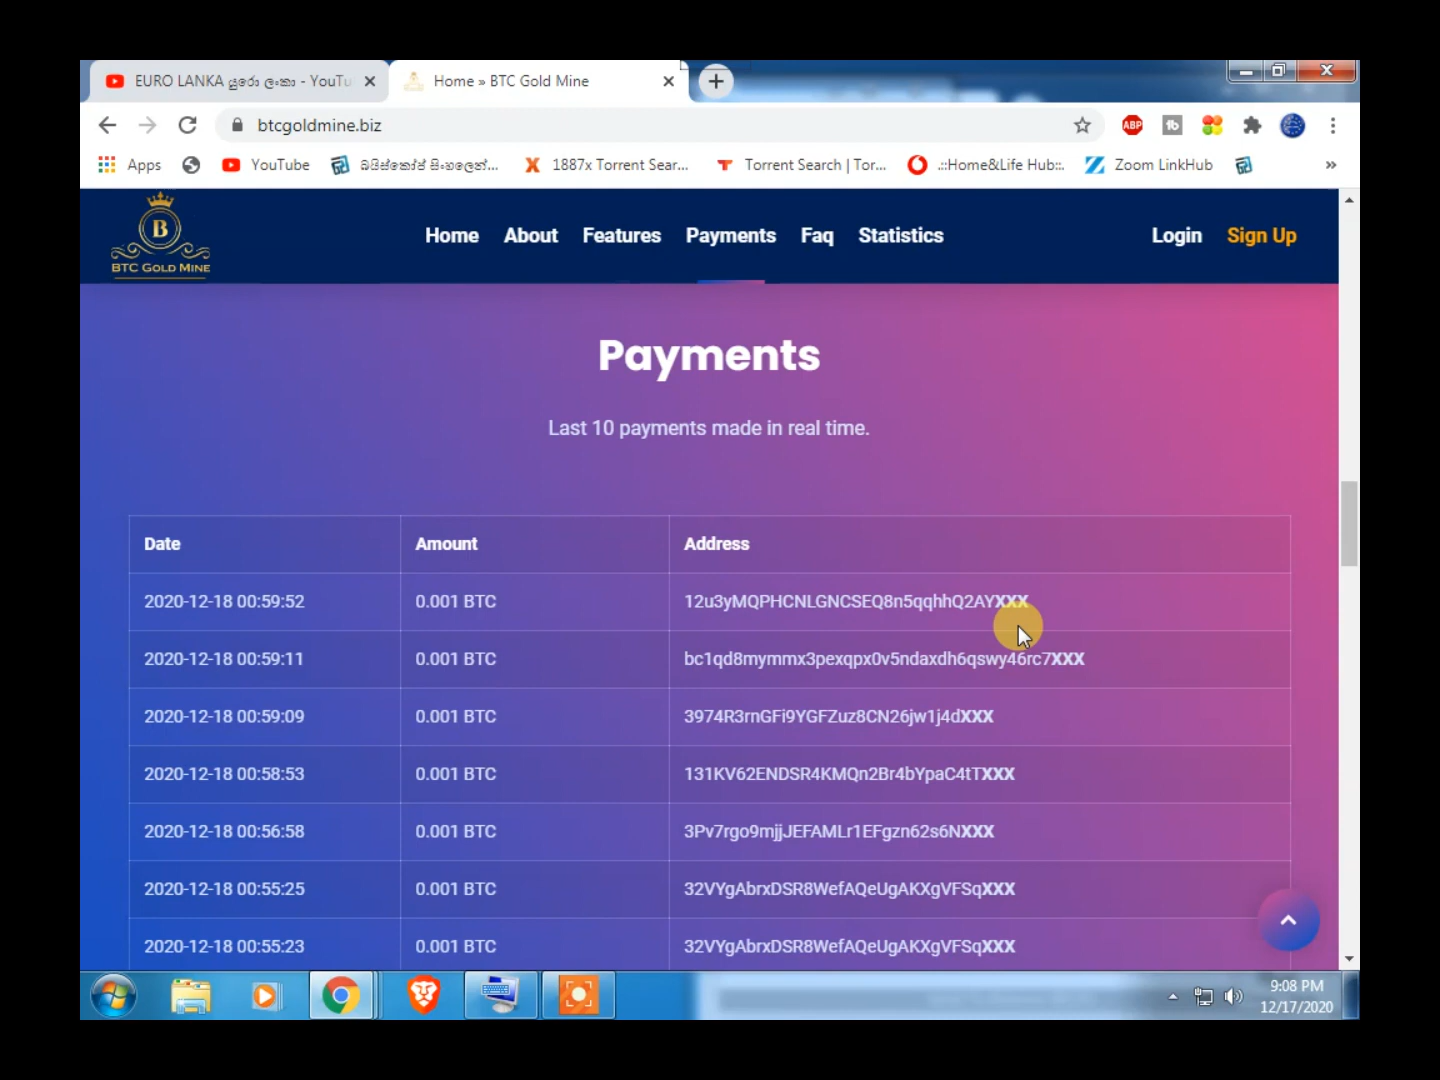 EURO LANKA යුරෝ ලංකා - YouTu
Home » BTC Gold Mine
btcgoldmine.biz
ABP
tb
Apps
YouTube
බයිස්කෝප් සිංහලෙන්...
1887x Torrent Sear...
Torrent Search | Tor...
.::Home&Life Hub::.
Zoom LinkHub
»
B
BTC GOLD MINE
Home About Features Payments Faq Statistics
Login Sign Up
Payments
Last 10 payments made in real time.
Date Amount Address
2020-12-18 00:59:52 0.001 BTC 12u3yMQPHCNLGNCSEQ8n5qqhhQ2AYXXX
2020-12-18 00:59:11 0.001 BTC bc1qd8mymmx3pexqpx0v5ndaxdh6qswy46rc7XXX
2020-12-18 00:59:09 0.001 BTC 3974R3rnGFi9YGFZuz8CN26jw1j4dXXX
2020-12-18 00:58:53 0.001 BTC 131KV62ENDSR4KMQn2Br4bYpaC4tTXXX
2020-12-18 00:56:58 0.001 BTC 3Pv7rgo9mjjJEFAMLr1EFgzn62s6NXXX
2020-12-18 00:55:25 0.001 BTC 32VYgAbrxDSR8WefAQeUgAKXgVFSqXXX
2020-12-18 00:55:23 0.001 BTC 32VYgAbrxDSR8WefAQeUgAKXgVFSqXXX
9:08 PM
12/17/2020